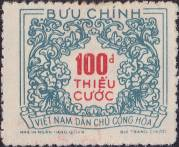 BƯU CHÍNH
100đ
THIẾU
CƯỚC
VIỆT NAM DÂN CHỦ CỘNG HÒA